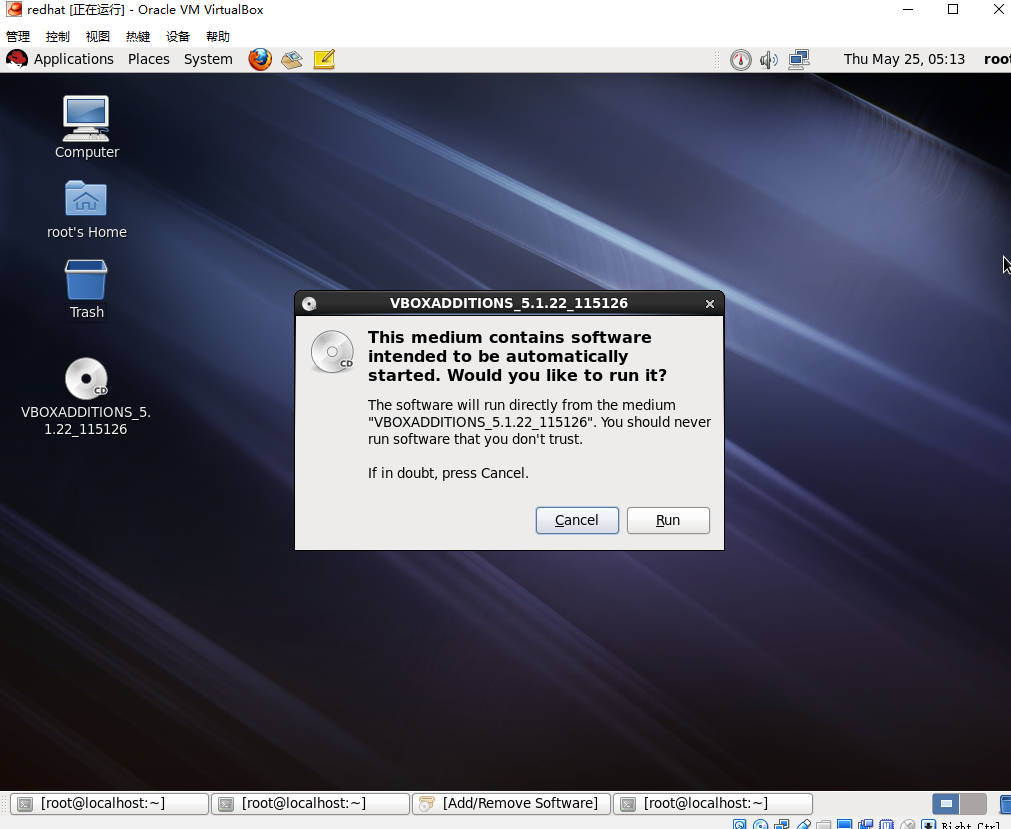 redhat [正在运行] - Oracle VM VirtualBox
管理 控制 视图 热键 设备 帮助
Applications Places System Thu May 25, 05:13 root
Computer
root's Home
Trash
VBOXADDITIONS_5.
1.22_115126
VBOXADDITIONS_5.1.22_115126
This medium contains software
intended to be automatically
started. Would you like to run it?
The software will run directly from the medium
"VBOXADDITIONS_5.1.22_115126". You should never
run software that you don't trust.
If in doubt, press Cancel.
Cancel Run
CD
CD
[root@localhost:~] [root@localhost:~] [Add/Remove Software] [root@localhost:~]
Right Ctrl